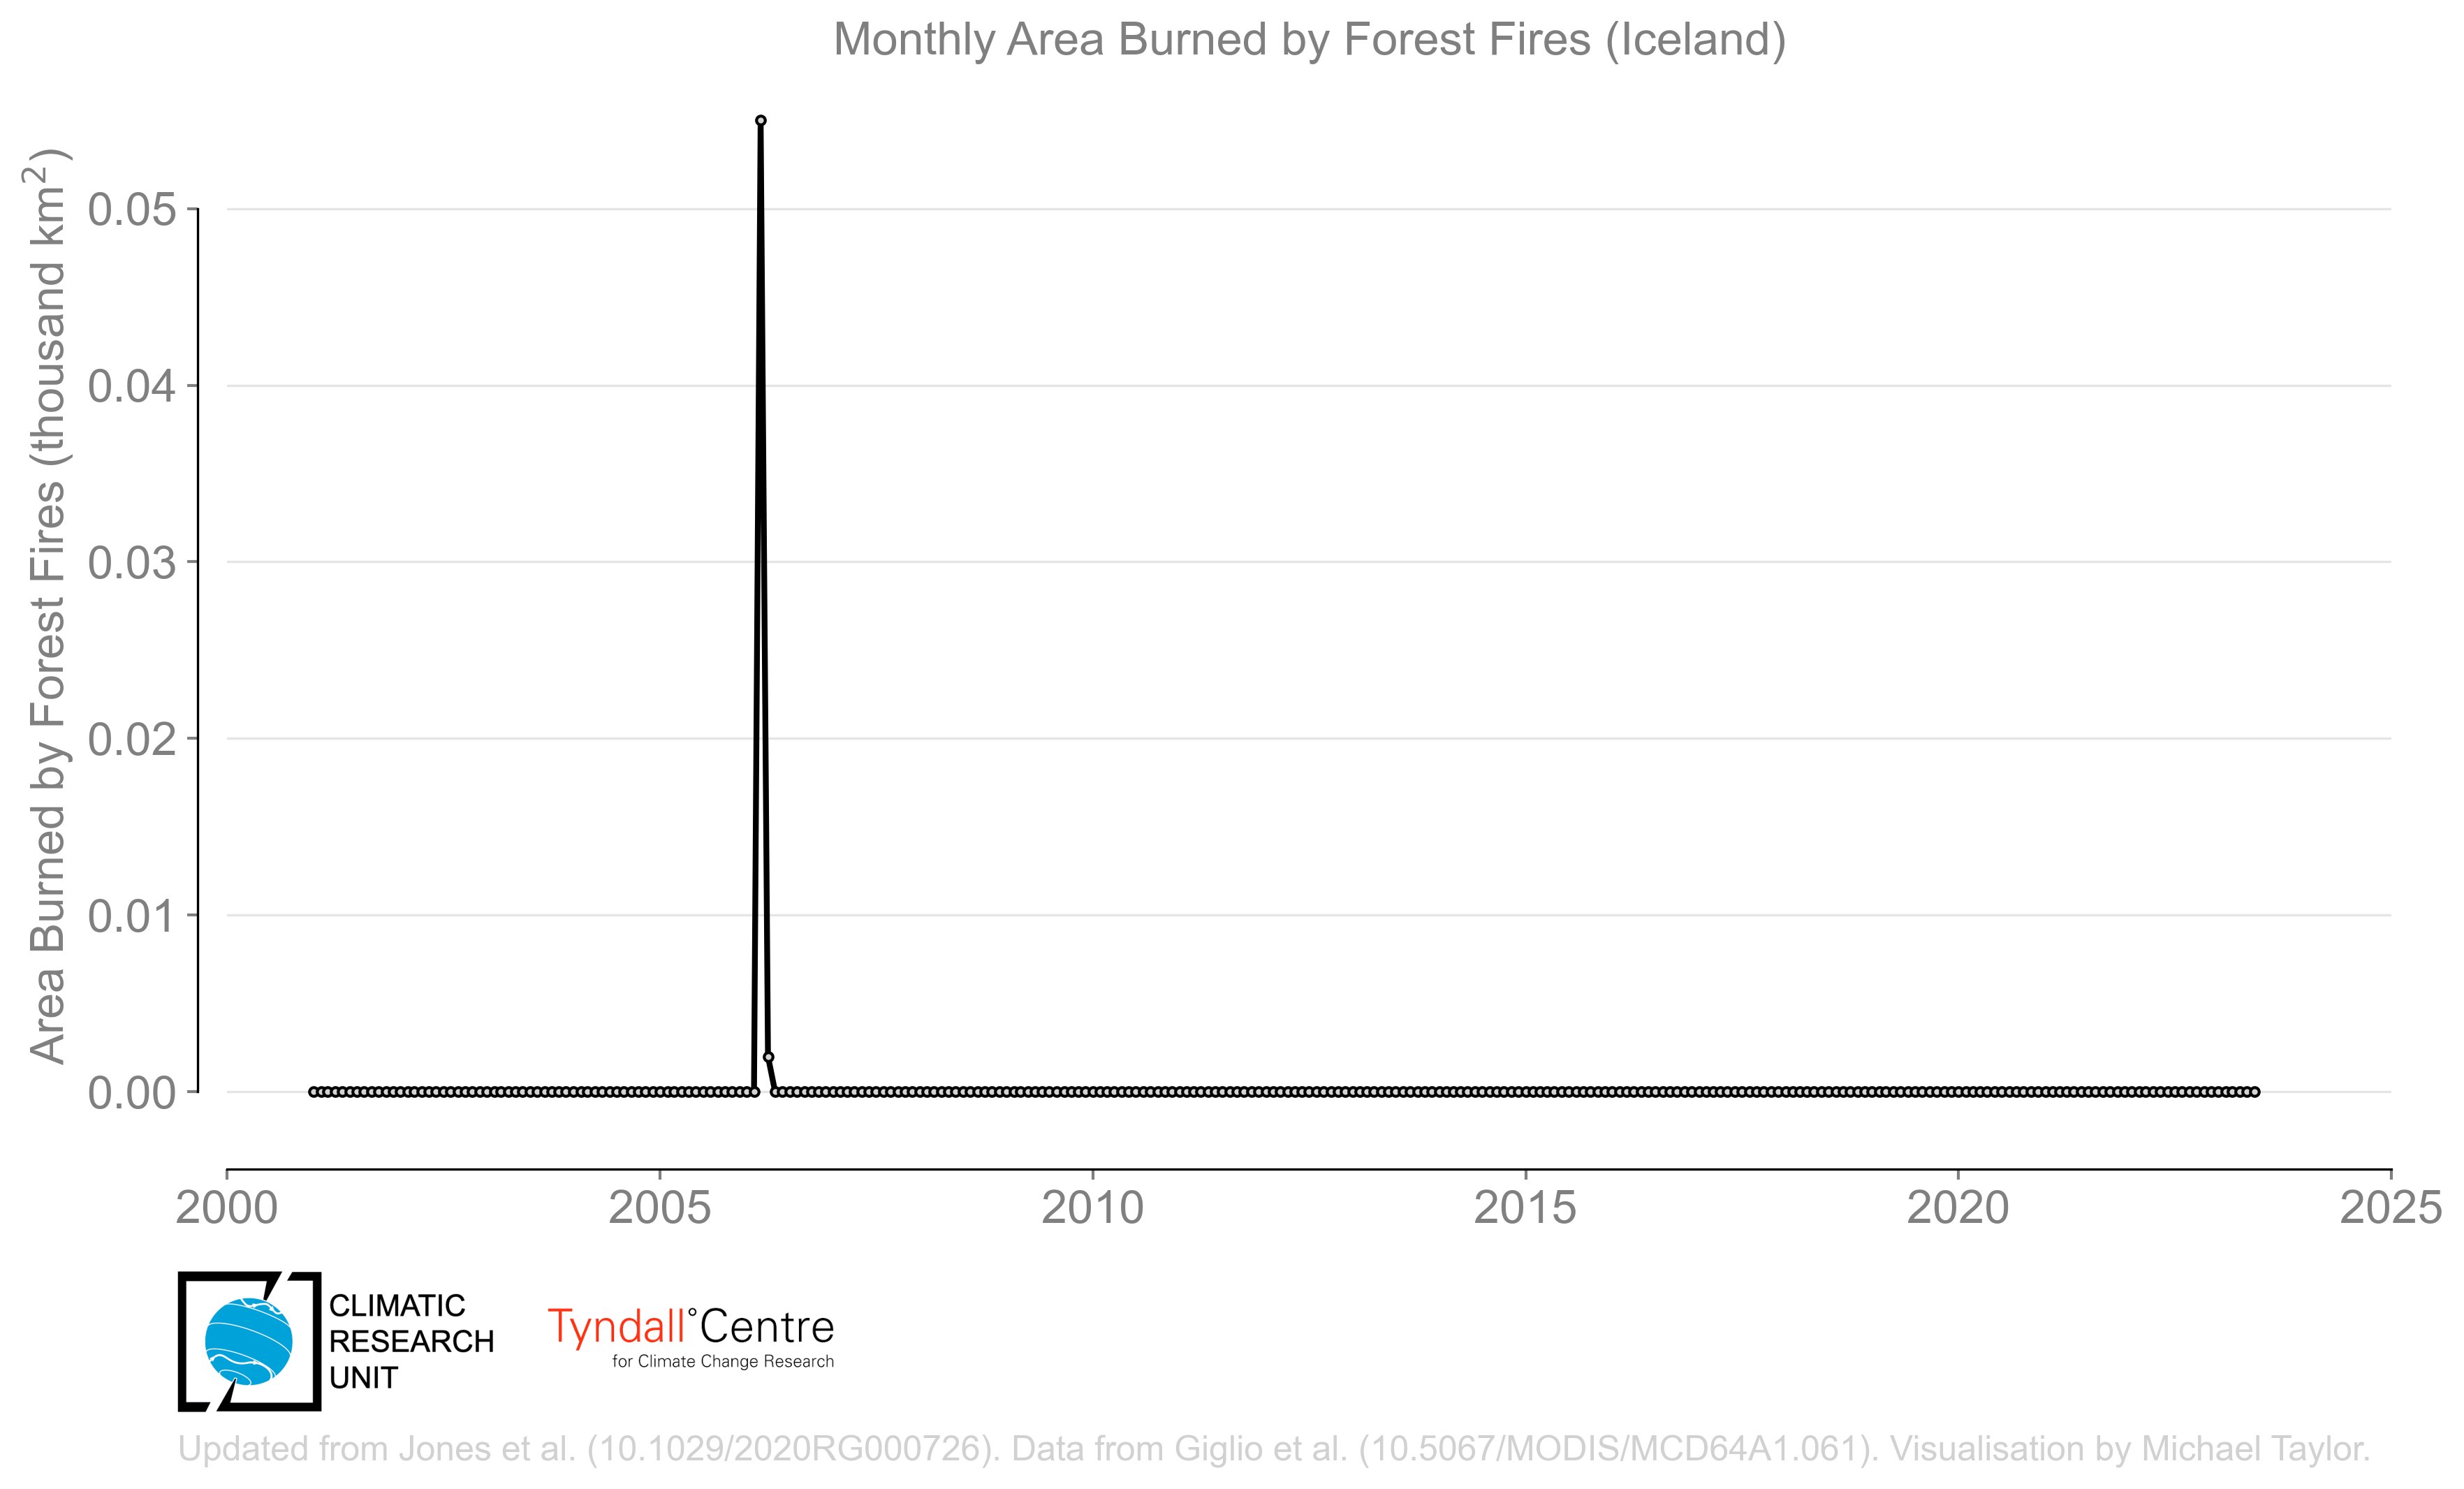 Monthly Area Burned by Forest Fires (Iceland)
Area Burned by Forest Fires (thousand km²)
0.05
0.04
0.03
0.02
0.01
0.00
2000 2005 2010 2015 2020 2025
CLIMATIC
RESEARCH
UNIT
Tyndall°Centre
for Climate Change Research
Updated from Jones et al. (10.1029/2020RG000726). Data from Giglio et al. (10.5067/MODIS/MCD64A1.061). Visualisation by Michael Taylor.